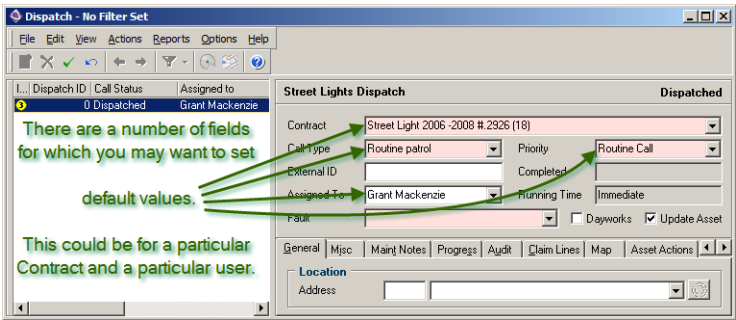 Dispatch - No Filter Set
File Edit View Actions Reports Options Help
I... Dispatch ID Call Status Assigned to
3 0 Dispatched Grant Mackenzie
There are a number of fields
for which you may want to set
default values.
This could be for a particular
Contract and a particular user.
Street Lights Dispatch Dispatched
Contract Street Light 2006 -2008 #.2926 (18)
Call Type Routine patrol Priority Routine Call
External ID Completed
Assigned To Grant Mackenzie Running Time Immediate
Fault Dayworks Update Asset
General Misc Maint Notes Progress Audit Claim Lines Map Asset Actions
Location
Address